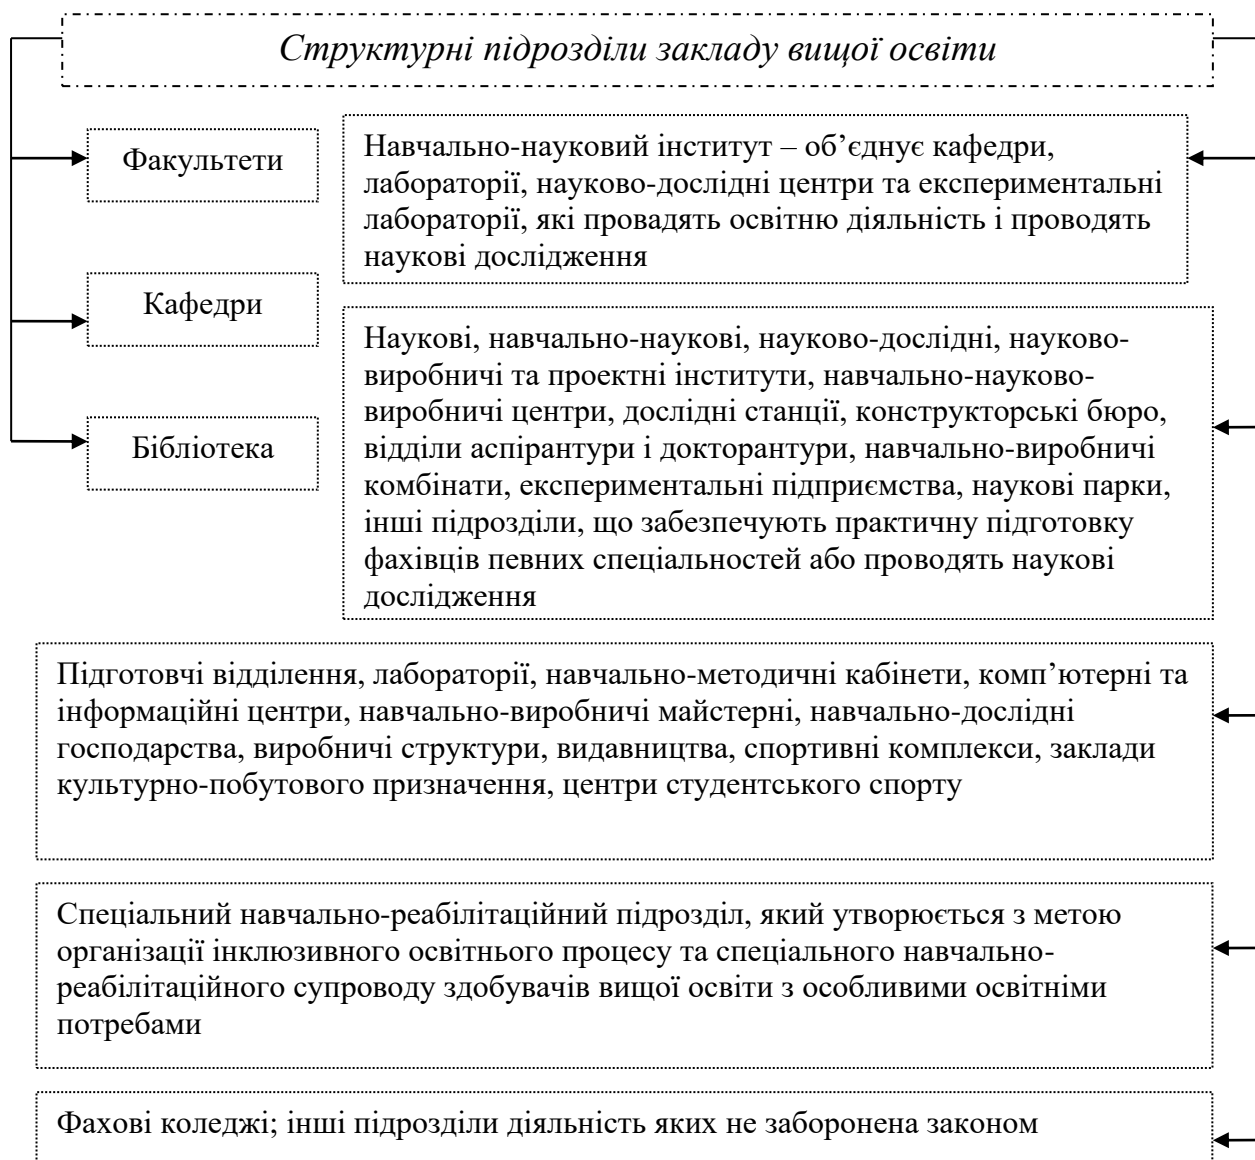 Структурні підрозділи закладу вищої освіти
Факультети
Кафедри
Бібліотека
Навчально-науковий інститут – об’єднує кафедри,
лабораторії, науково-дослідні центри та експериментальні
лабораторії, які провадять освітню діяльність і проводять
наукові дослідження
Наукові, навчально-наукові, науково-дослідні, науково-
виробничі та проектні інститути, навчально-науково-
виробничі центри, дослідні станції, конструкторські бюро,
відділи аспірантури і докторантури, навчально-виробничі
комбінати, експериментальні підприємства, наукові парки,
інші підрозділи, що забезпечують практичну підготовку
фахівців певних спеціальностей або проводять наукові
дослідження
Підготовчі відділення, лабораторії, навчально-методичні кабінети, комп’ютерні та
інформаційні центри, навчально-виробничі майстерні, навчально-дослідні
господарства, виробничі структури, видавництва, спортивні комплекси, заклади
культурно-побутового призначення, центри студентського спорту
Спеціальний навчально-реабілітаційний підрозділ, який утворюється з метою
організації інклюзивного освітнього процесу та спеціального навчально-
реабілітаційного супроводу здобувачів вищої освіти з особливими освітніми
потребами
Фахові коледжі; інші підрозділи діяльність яких не заборонена законом